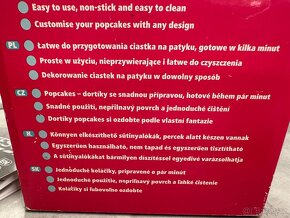 Easy to use, non-stick and easy to clean
Customise your popcakes with any design
PL Łatwe do przygotowania ciastka na patyku, gotowe w kilka minut
Proste w użyciu, nieprzywierające i łatwe do czyszczenia
Dekorowanie ciastek na patyku w dowolny sposób
CZ Popcakes – dortíky se snadnou přípravou, hotové během pár minut
Snadné použití, nepřilnavý povrch a jednoduché čištění
Dortíky popcakes si ozdobte podle vlastní fantazie
Könnyen elkészíthető sütinyalókák, percek alatt készen vannak
Egyszerűen használható, nem tapad és egyszerűen tisztítható
A sütinyalókákat bármilyen díszítéssel egyedivé varázsolhatja
SK Jednoduché koláčiky, pripravené o pár minút
Jednoduché použitie, nepriľnavý povrch a ľahké čistenie
Koláčiky si ľubovoľne ozdobte